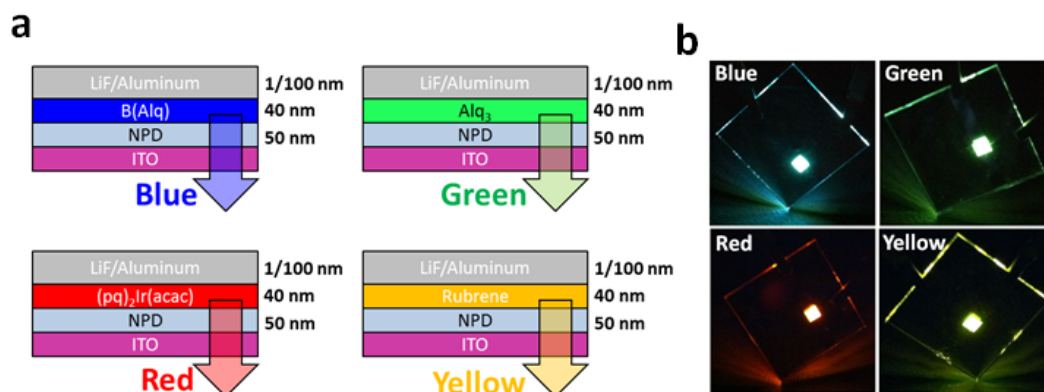 a
LiF/Aluminum 1/100 nm
B(Alq) 40 nm
NPD 50 nm
ITO
Blue
LiF/Aluminum 1/100 nm
Alq₃ 40 nm
NPD 50 nm
ITO
Green
LiF/Aluminum 1/100 nm
(pq)₂Ir(acac) 40 nm
NPD 50 nm
ITO
Red
LiF/Aluminum 1/100 nm
Rubrene 40 nm
NPD 50 nm
ITO
Yellow
b
Blue
Green
Red
Yellow